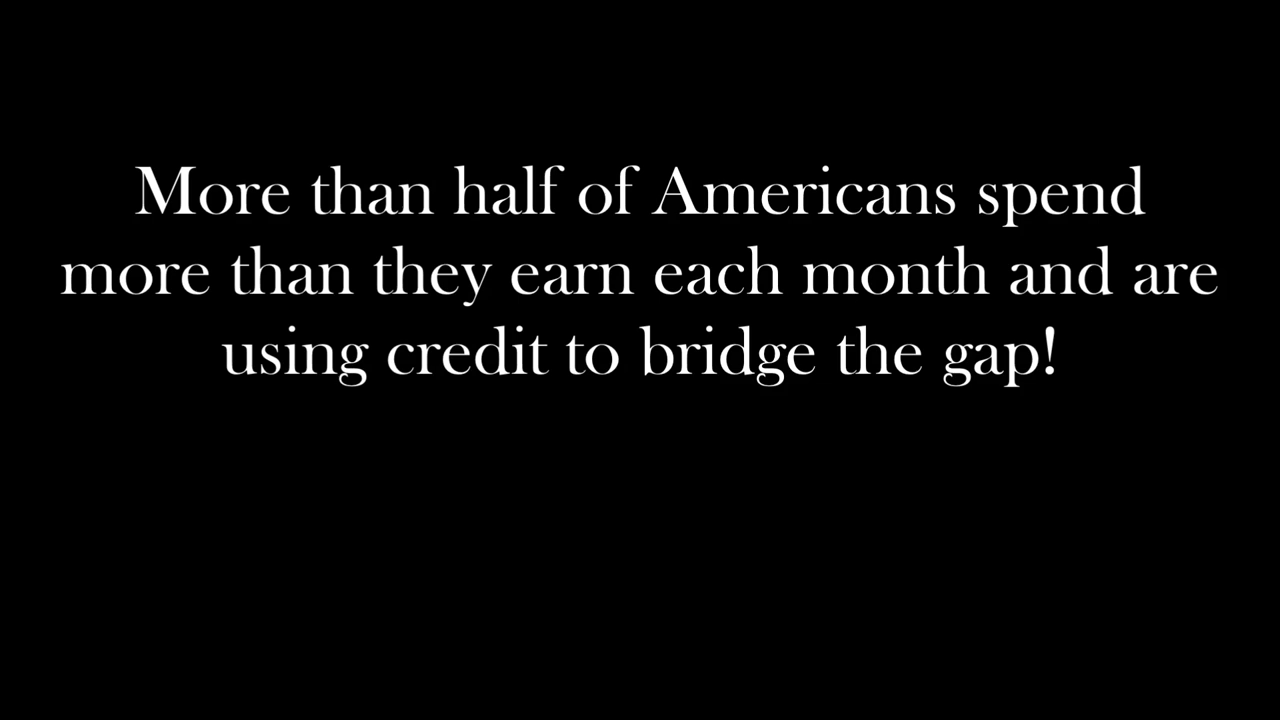 More than half of Americans spend
more than they earn each month and are
using credit to bridge the gap!